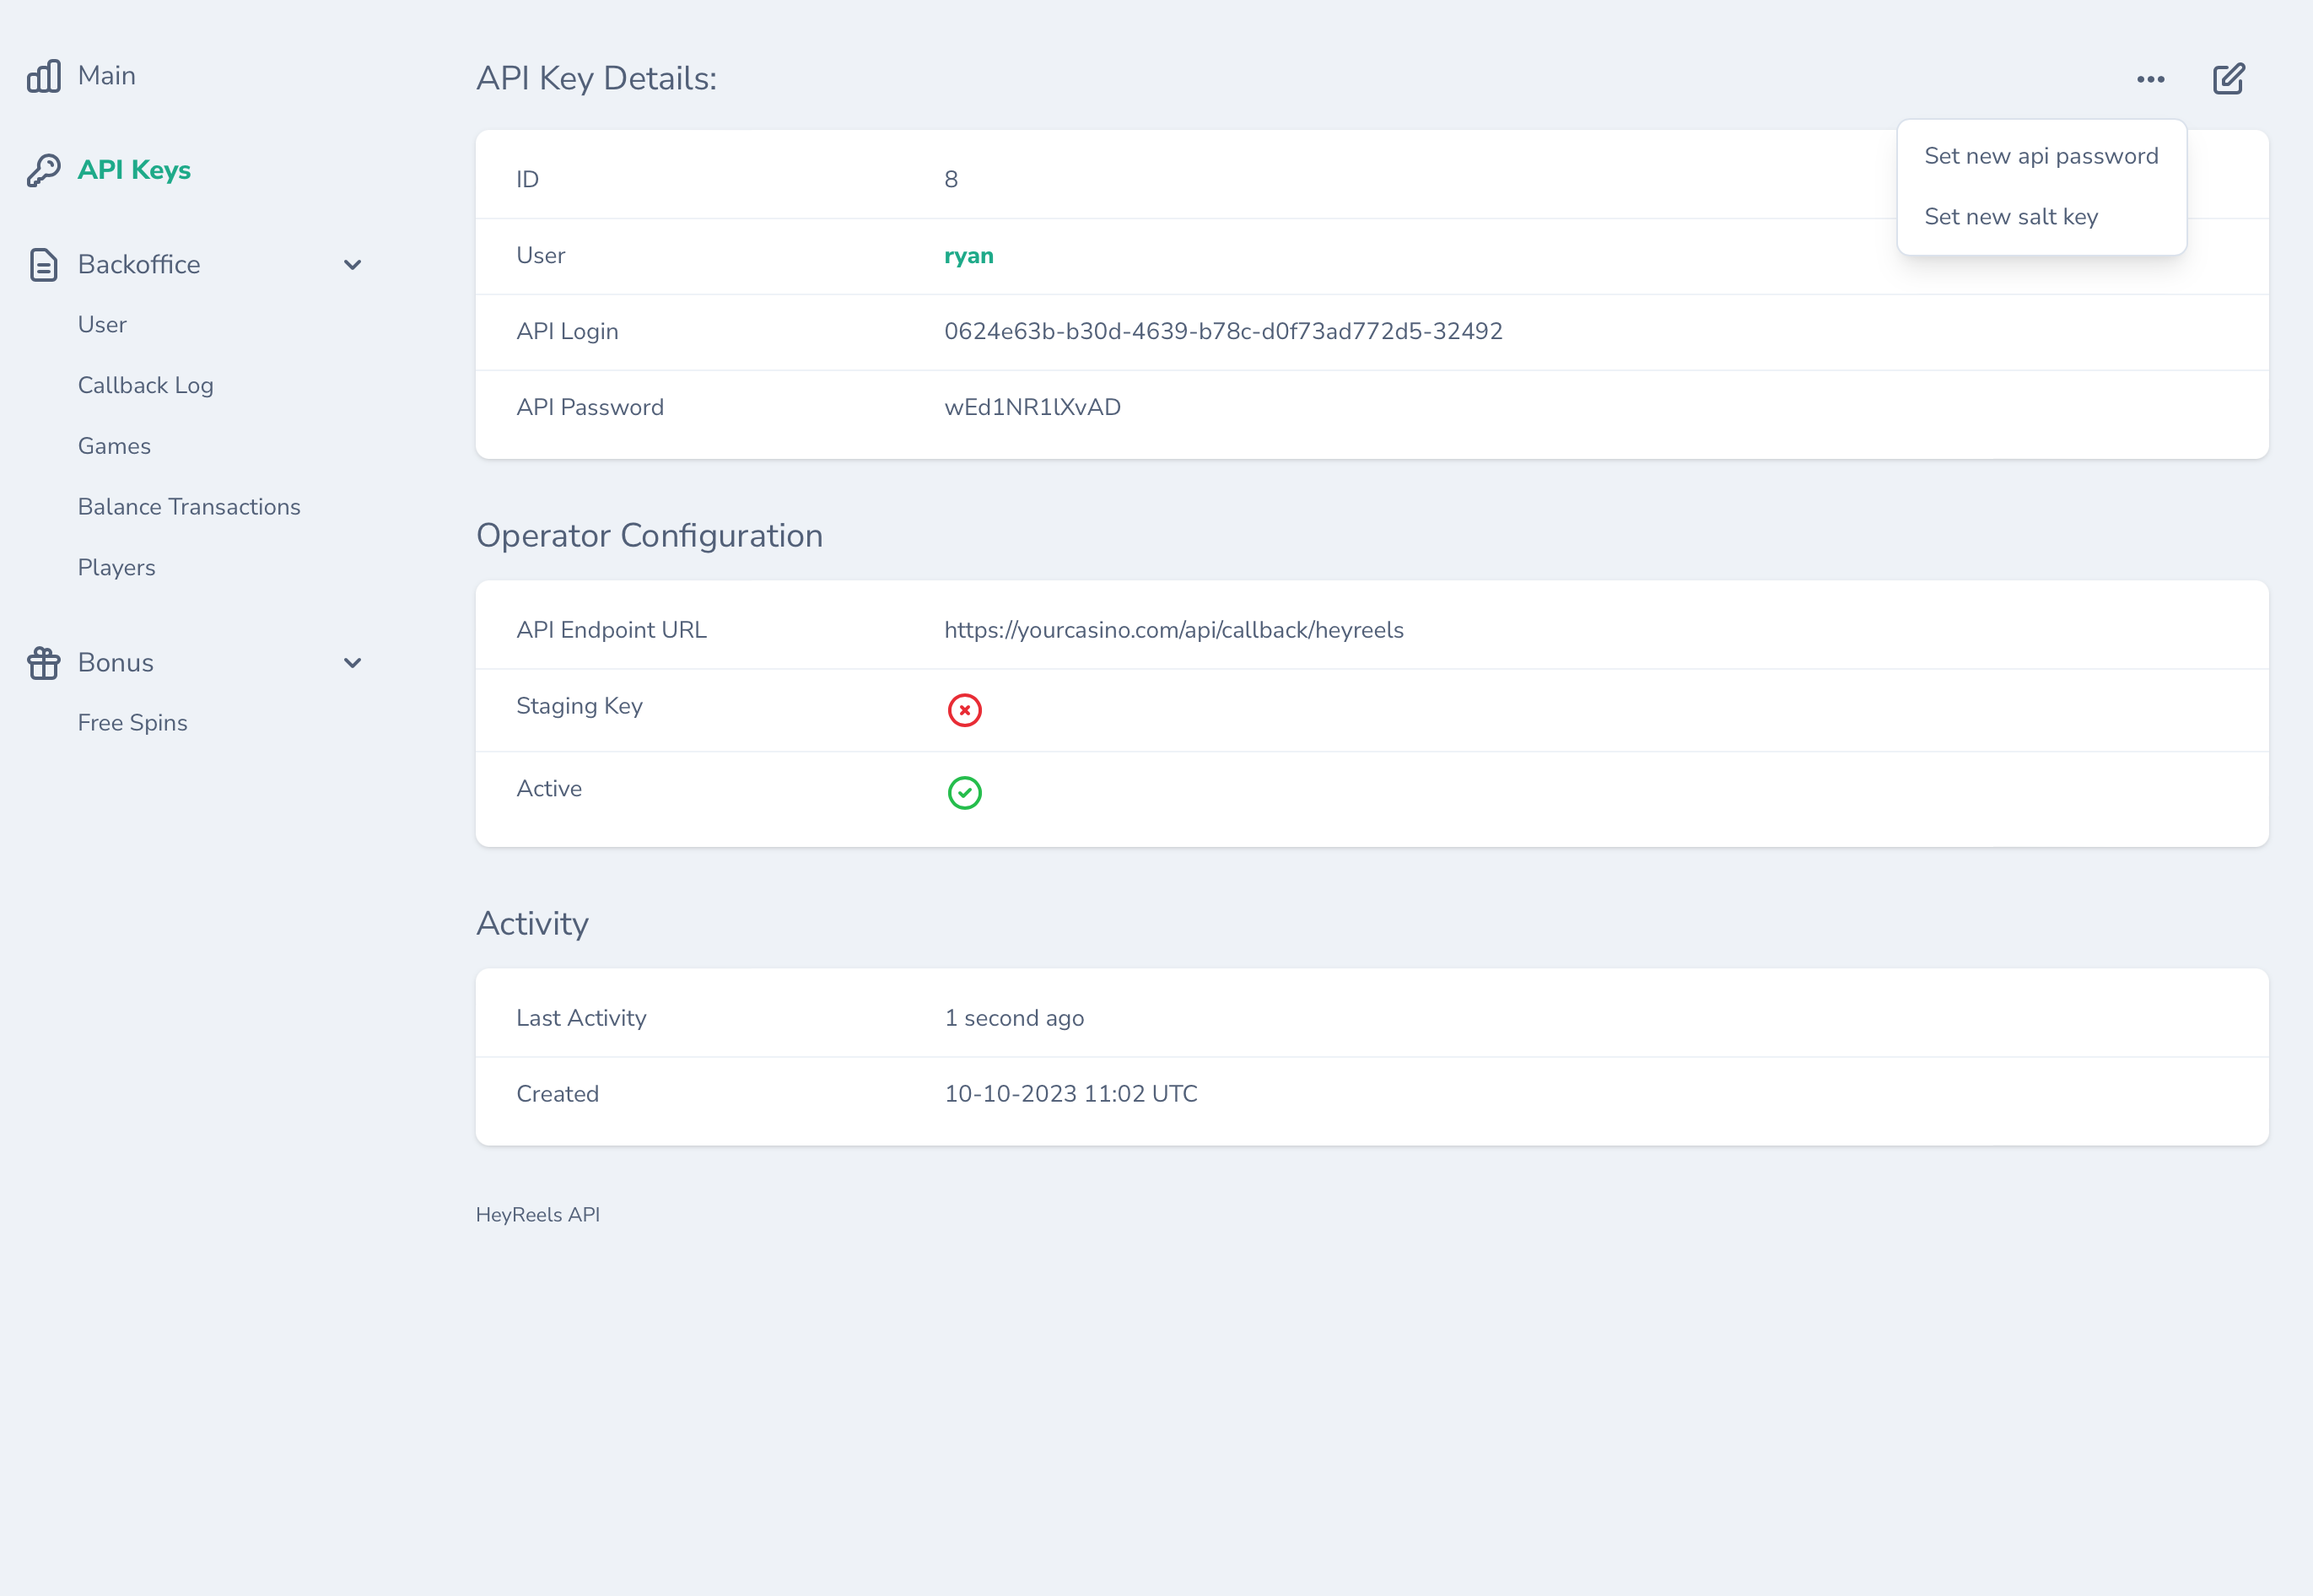 Main
API Keys
Backoffice
User
Callback Log
Games
Balance Transactions
Players
Bonus
Free Spins
API Key Details:
Set new api password
Set new salt key
ID 8
User ryan
API Login 0624e63b-b30d-4639-b78c-d0f73ad772d5-32492
API Password wEd1NR1lXvAD
Operator Configuration
API Endpoint URL https://yourcasino.com/api/callback/heyreels
Staging Key
Active
Activity
Last Activity 1 second ago
Created 10-10-2023 11:02 UTC
HeyReels API